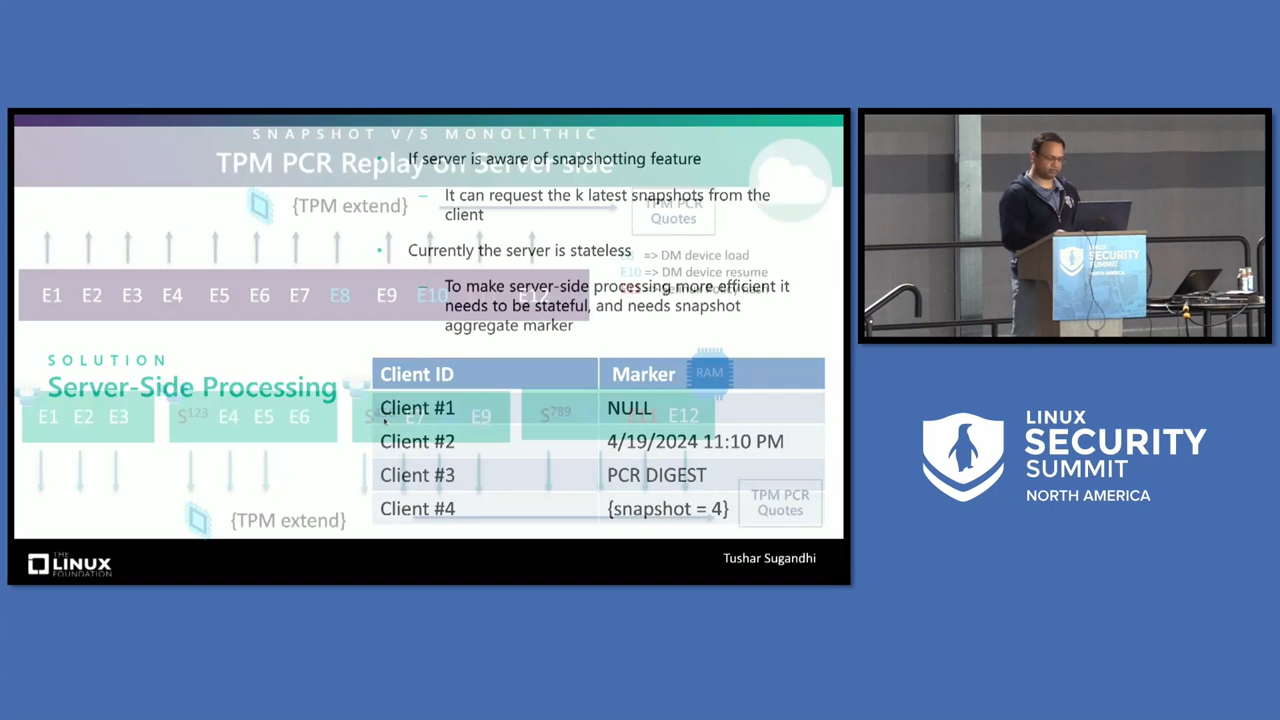 SNAPSHOT V/S MONOLITHIC
TPM PCR Replay on Server-side
{TPM extend}
TPM PCR
Quotes
=> DM device load
E10 => DM device resume
E1 E2 E3 E4 E5 E6 E7 E8 E9 E10 E12
If server is aware of snapshotting feature
– It can request the k latest snapshots from the
client
Currently the server is stateless
– To make server-side processing more efficient it
needs to be stateful, and needs snapshot
aggregate marker
SOLUTION
Server-Side Processing
RAM
Client ID Marker
Client #1 NULL
Client #2 4/19/2024 11:10 PM
Client #3 PCR DIGEST
Client #4 {snapshot = 4}
E1 E2 E3 S123 E4 E5 E6 E7 E9 S789 E12
{TPM extend}
TPM PCR
Quotes
THE
LINUX
FOUNDATION
Tushar Sugandhi
LINUX
SECURITY
SUMMIT
NORTH AMERICA
LINUX
SECURITY
SUMMIT
NORTH AMERICA